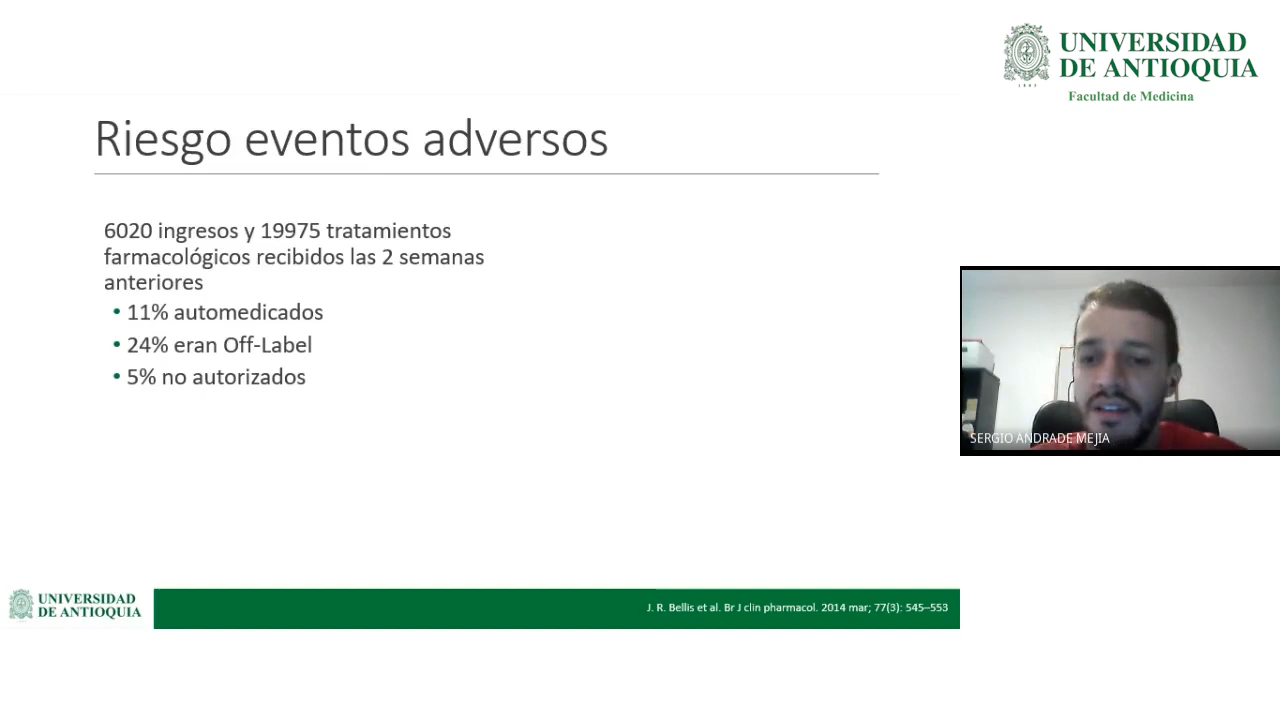 UNIVERSIDAD
DE ANTIOQUIA
Facultad de Medicina
Riesgo eventos adversos
6020 ingresos y 19975 tratamientos
farmacológicos recibidos las 2 semanas
anteriores
• 11% automedicados
• 24% eran Off-Label
• 5% no autorizados
SERGIO ANDRADE MEJIA
UNIVERSIDAD
DE ANTIOQUIA
J. R. Bellis et al. Br J clin pharmacol. 2014 mar; 77(3): 545–553